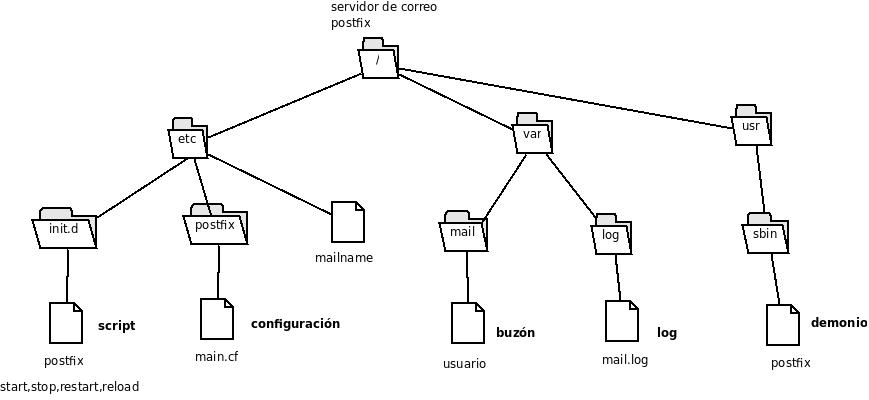 servidor de correo
postfix
/
etc
var
usr
init.d
postfix
mailname
mail
log
sbin
script
configuración
buzón
log
demonio
postfix
main.cf
usuario
mail.log
postfix
start,stop,restart,reload